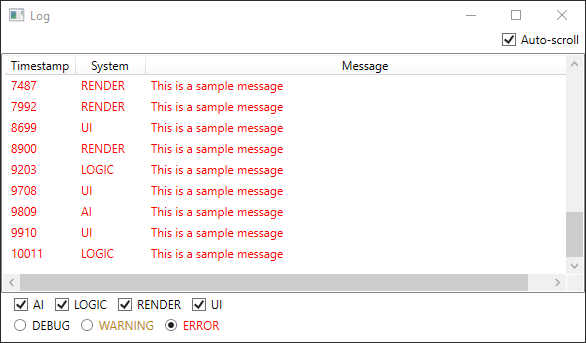 Log
Auto-scroll
Timestamp System Message
7487 RENDER This is a sample message
7992 RENDER This is a sample message
8699 UI This is a sample message
8900 RENDER This is a sample message
9203 LOGIC This is a sample message
9708 UI This is a sample message
9809 AI This is a sample message
9910 UI This is a sample message
10011 LOGIC This is a sample message
AI LOGIC RENDER UI
DEBUG WARNING ERROR